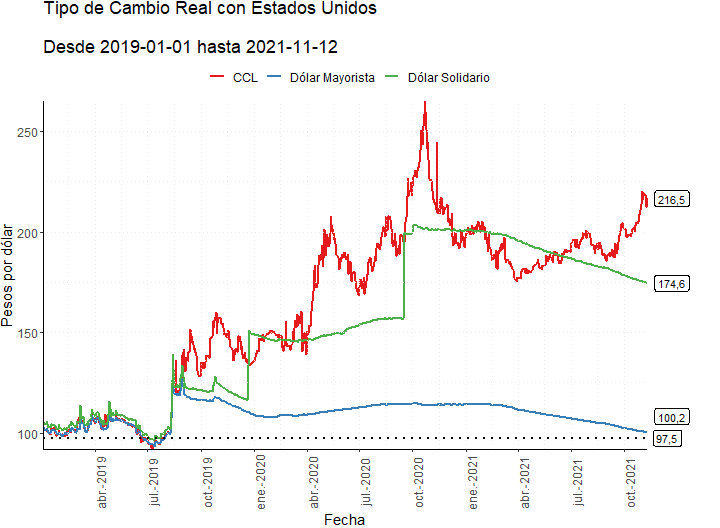 Tipo de Cambio Real con Estados Unidos
Desde 2019-01-01 hasta 2021-11-12
CCL Dólar Mayorista Dólar Solidario
Pesos por dólar
250
200
150
100
216,5
174,6
100,2
97,5
abr.-2019
jul.-2019
oct.-2019
ene.-2020
abr.-2020
jul.-2020
oct.-2020
ene.-2021
abr.-2021
jul.-2021
oct.-2021
Fecha